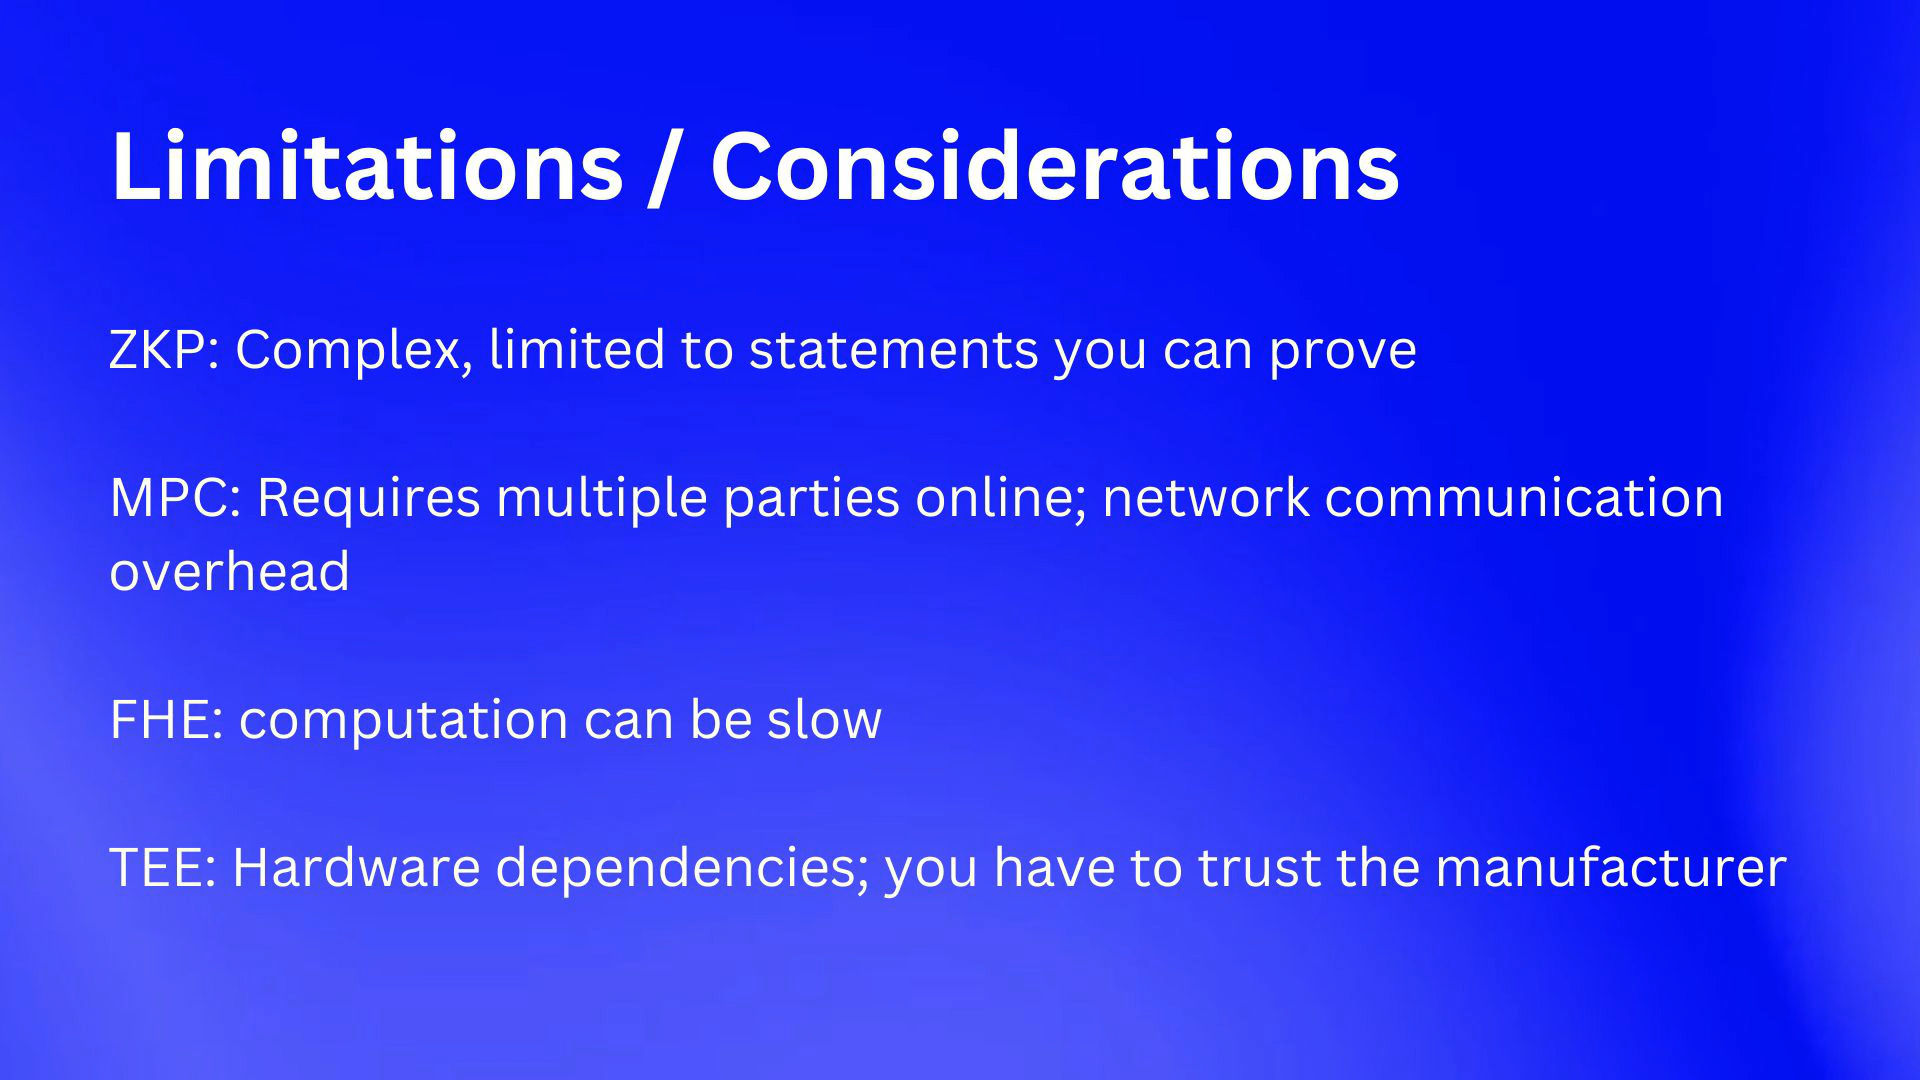 Limitations / Considerations
ZKP: Complex, limited to statements you can prove
MPC: Requires multiple parties online; network communication
overhead
FHE: computation can be slow
TEE: Hardware dependencies; you have to trust the manufacturer